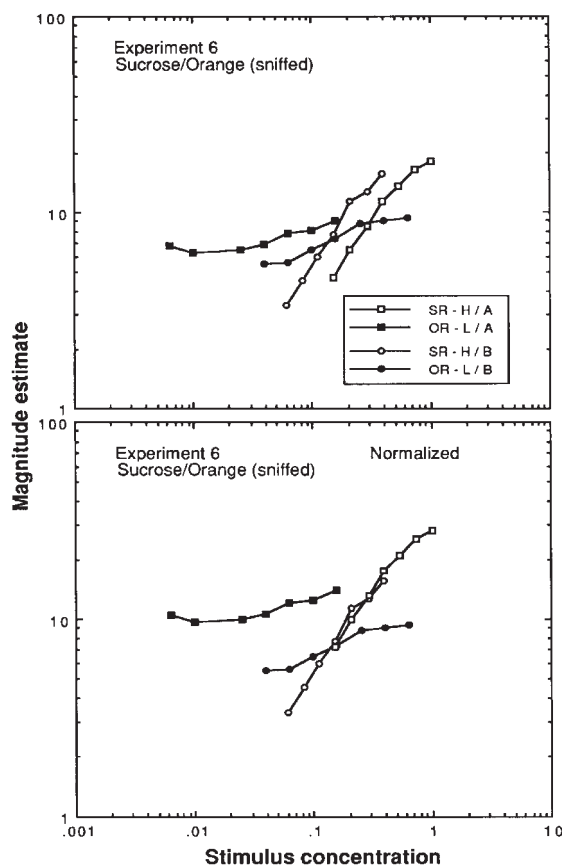 Experiment 6
Sucrose/Orange (sniffed)
100
10
1
SR - H / A
OR - L / A
SR - H / B
OR - L / B
Magnitude estimate
Experiment 6
Sucrose/Orange (sniffed)
Normalized
100
10
1
.001 .01 .1 1 10
Stimulus concentration